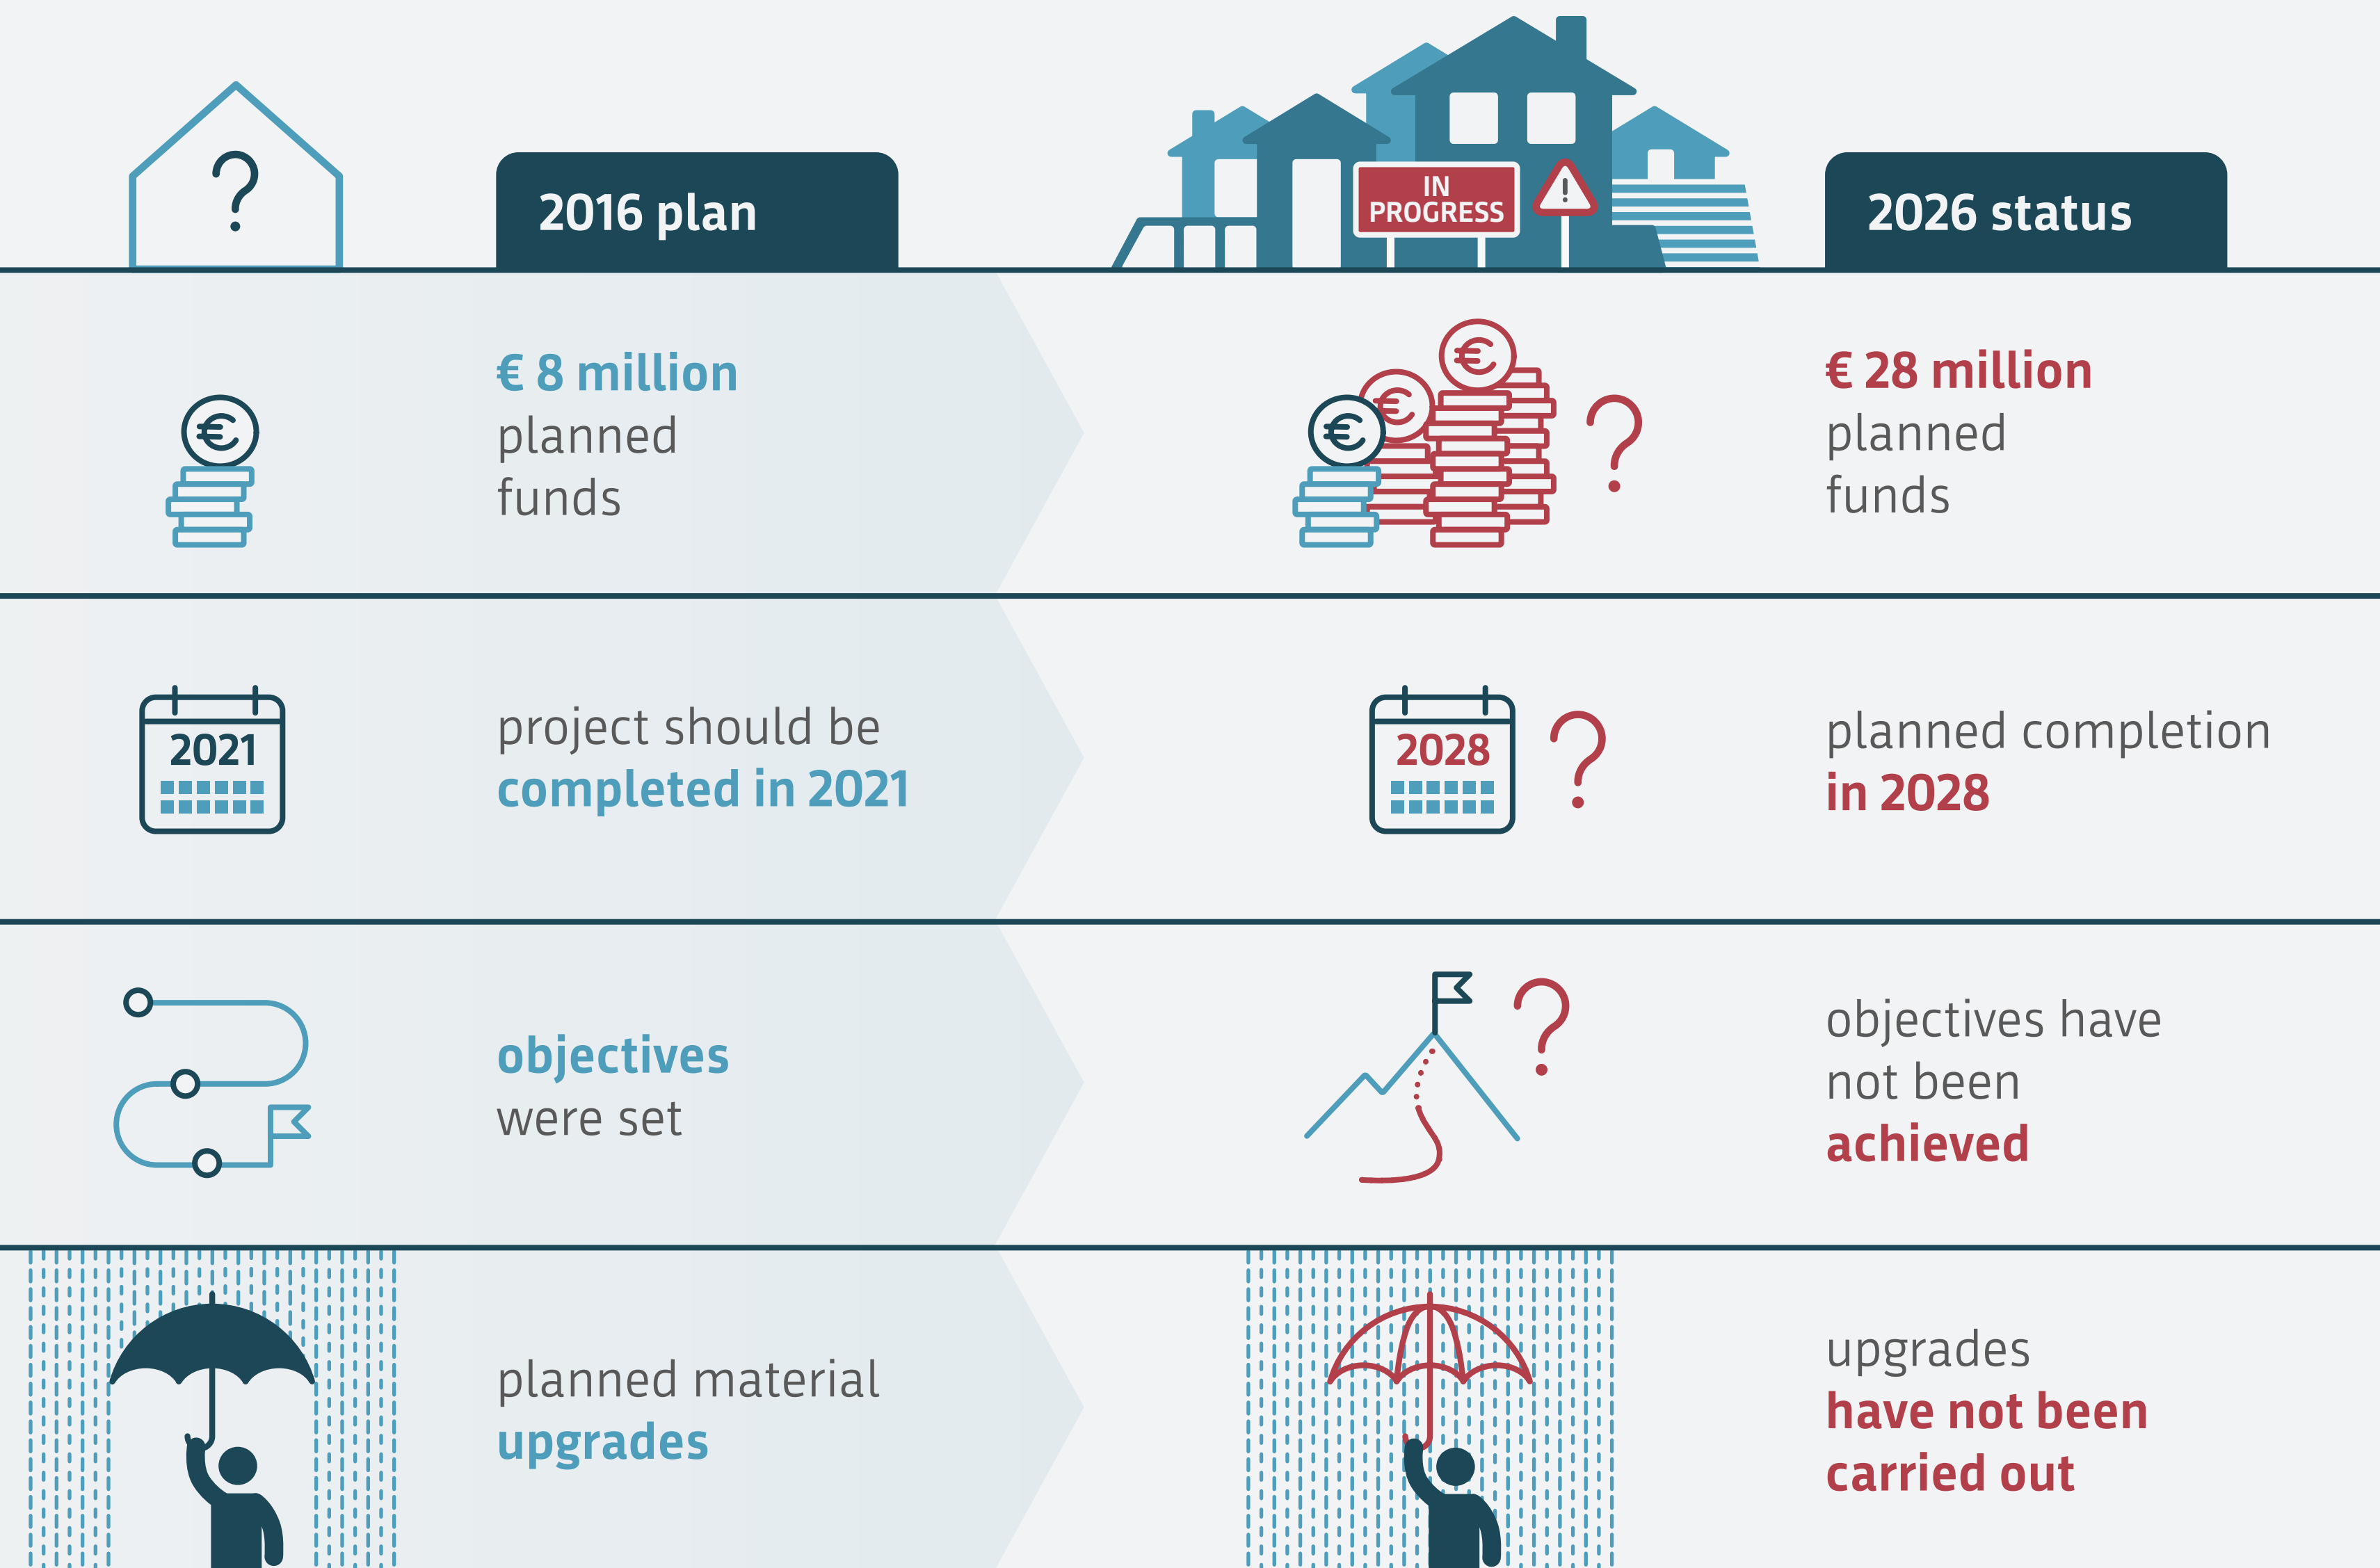 2016 plan
IN
PROGRESS
2026 status
€ 8 million
planned
funds
€ 28 million
planned
funds
2021
project should be
completed in 2021
2028
planned completion
in 2028
objectives
were set
objectives have
not been
achieved
planned material
upgrades
upgrades
have not been
carried out